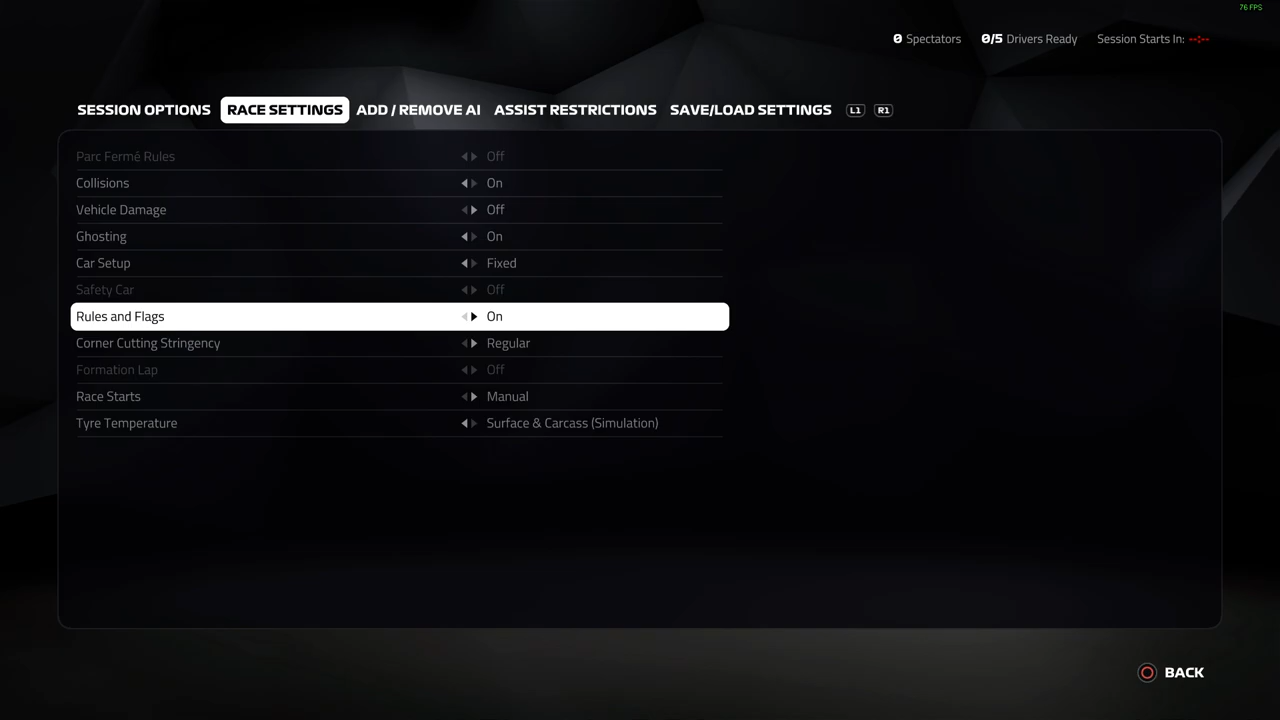 76 FPS
0 Spectators 0/5 Drivers Ready Session Starts In: --:--
SESSION OPTIONS RACE SETTINGS ADD / REMOVE AI ASSIST RESTRICTIONS SAVE/LOAD SETTINGS L1 R1
Parc Fermé Rules Off
Collisions On
Vehicle Damage Off
Ghosting On
Car Setup Fixed
Safety Car Off
Rules and Flags On
Corner Cutting Stringency Regular
Formation Lap Off
Race Starts Manual
Tyre Temperature Surface & Carcass (Simulation)
BACK